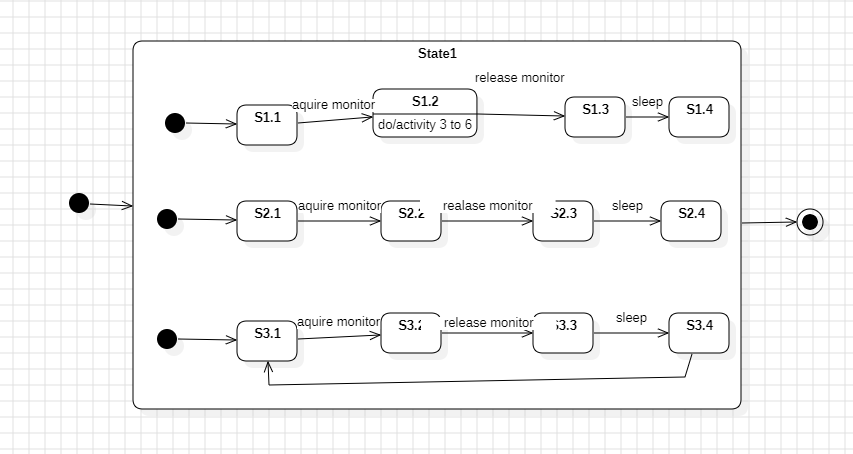 State1
release monitor
aquire monitor
S1.1
S1.2
do/activity 3 to 6
S1.3
sleep
S1.4
S2.1
aquire monitor
S2.2
realase monitor
S2.3
sleep
S2.4
S3.1
aquire monitor
S3.2
release monitor
S3.3
sleep
S3.4